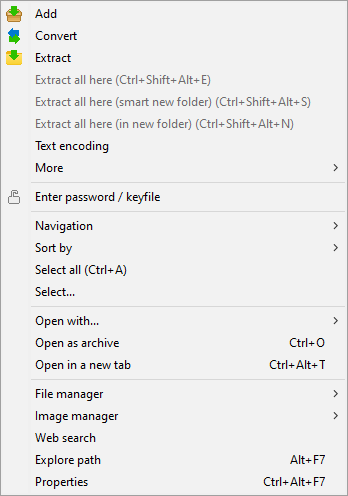 Add
Convert
Extract
Extract all here (Ctrl+Shift+Alt+E)
Extract all here (smart new folder) (Ctrl+Shift+Alt+S)
Extract all here (in new folder) (Ctrl+Shift+Alt+N)
Text encoding
More
Enter password / keyfile
Navigation
Sort by
Select all (Ctrl+A)
Select...
Open with...
Open as archive Ctrl+O
Open in a new tab Ctrl+Alt+T
File manager
Image manager
Web search
Explore path Alt+F7
Properties Ctrl+Alt+F7